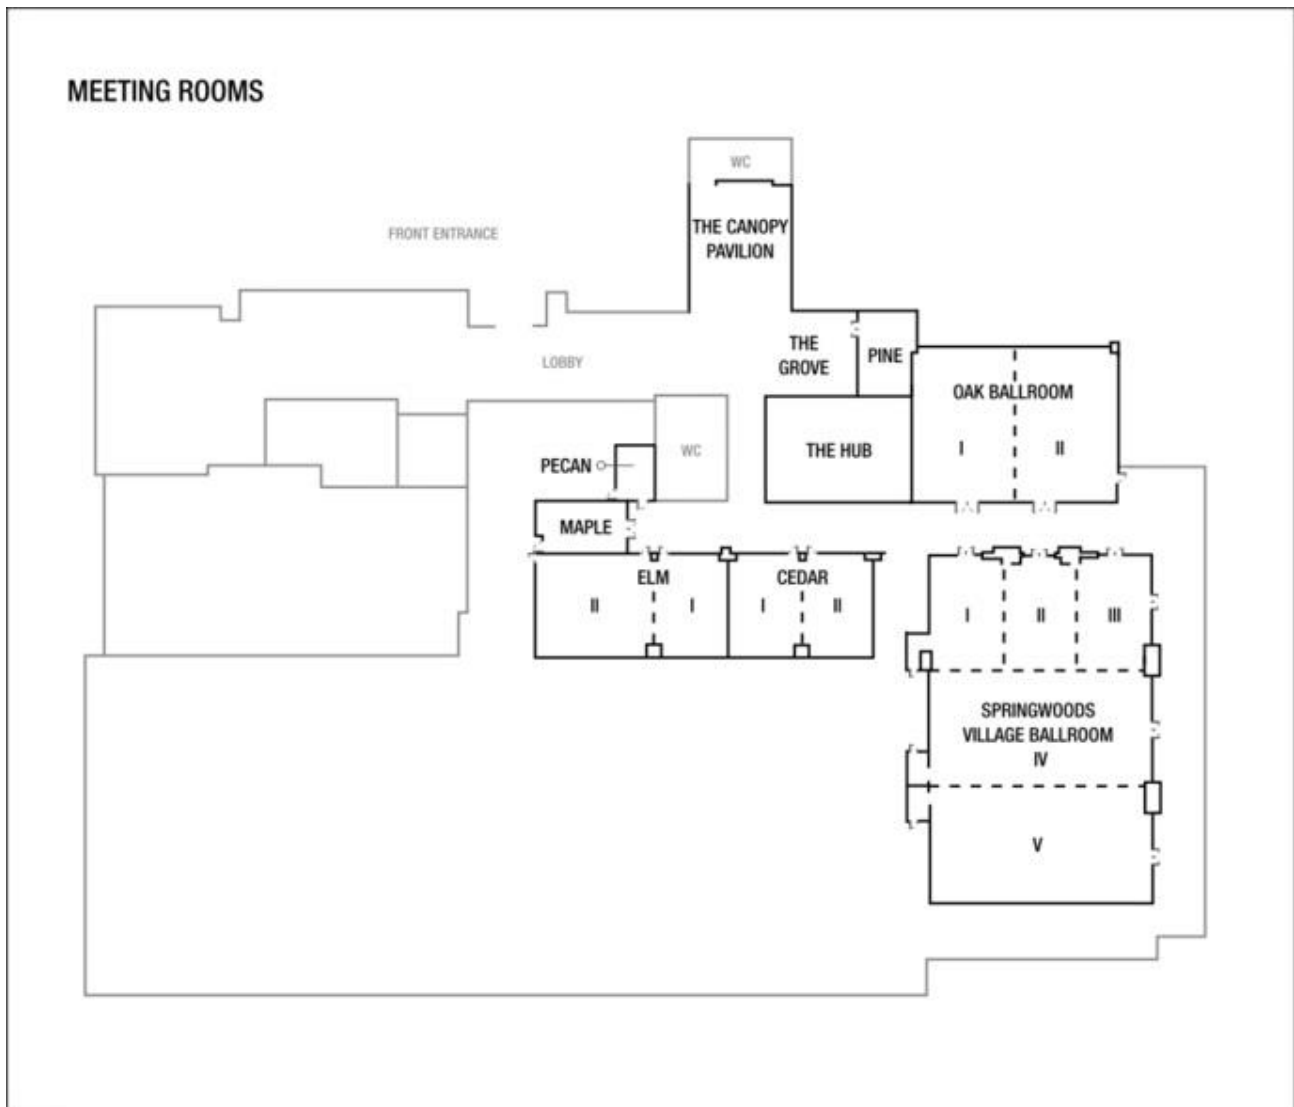 MEETING ROOMS
WC
THE CANOPY
PAVILION
FRONT ENTRANCE
LOBBY
THE
GROVE
PINE
OAK BALLROOM
I
II
THE HUB
WC
PECAN
MAPLE
ELM
II
I
CEDAR
I
II
I
II
III
SPRINGWOODS
VILLAGE BALLROOM
IV
V